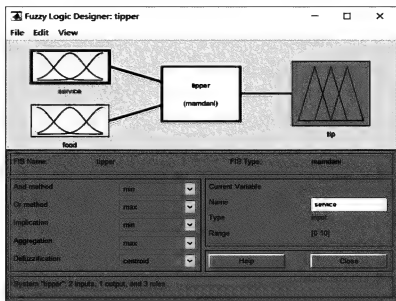 Fuzzy Logic Designer: tipper
File Edit View
service
food
tipper
(mamdani)
tip
FIS Name: tipper FIS Type: mamdani
And method min
Or method max
Implication min
Aggregation max
Defuzzification centroid
Current Variable
Name service
Type input
Range [0 10]
Help Close
System "tipper": 2 inputs, 1 output, and 3 rules